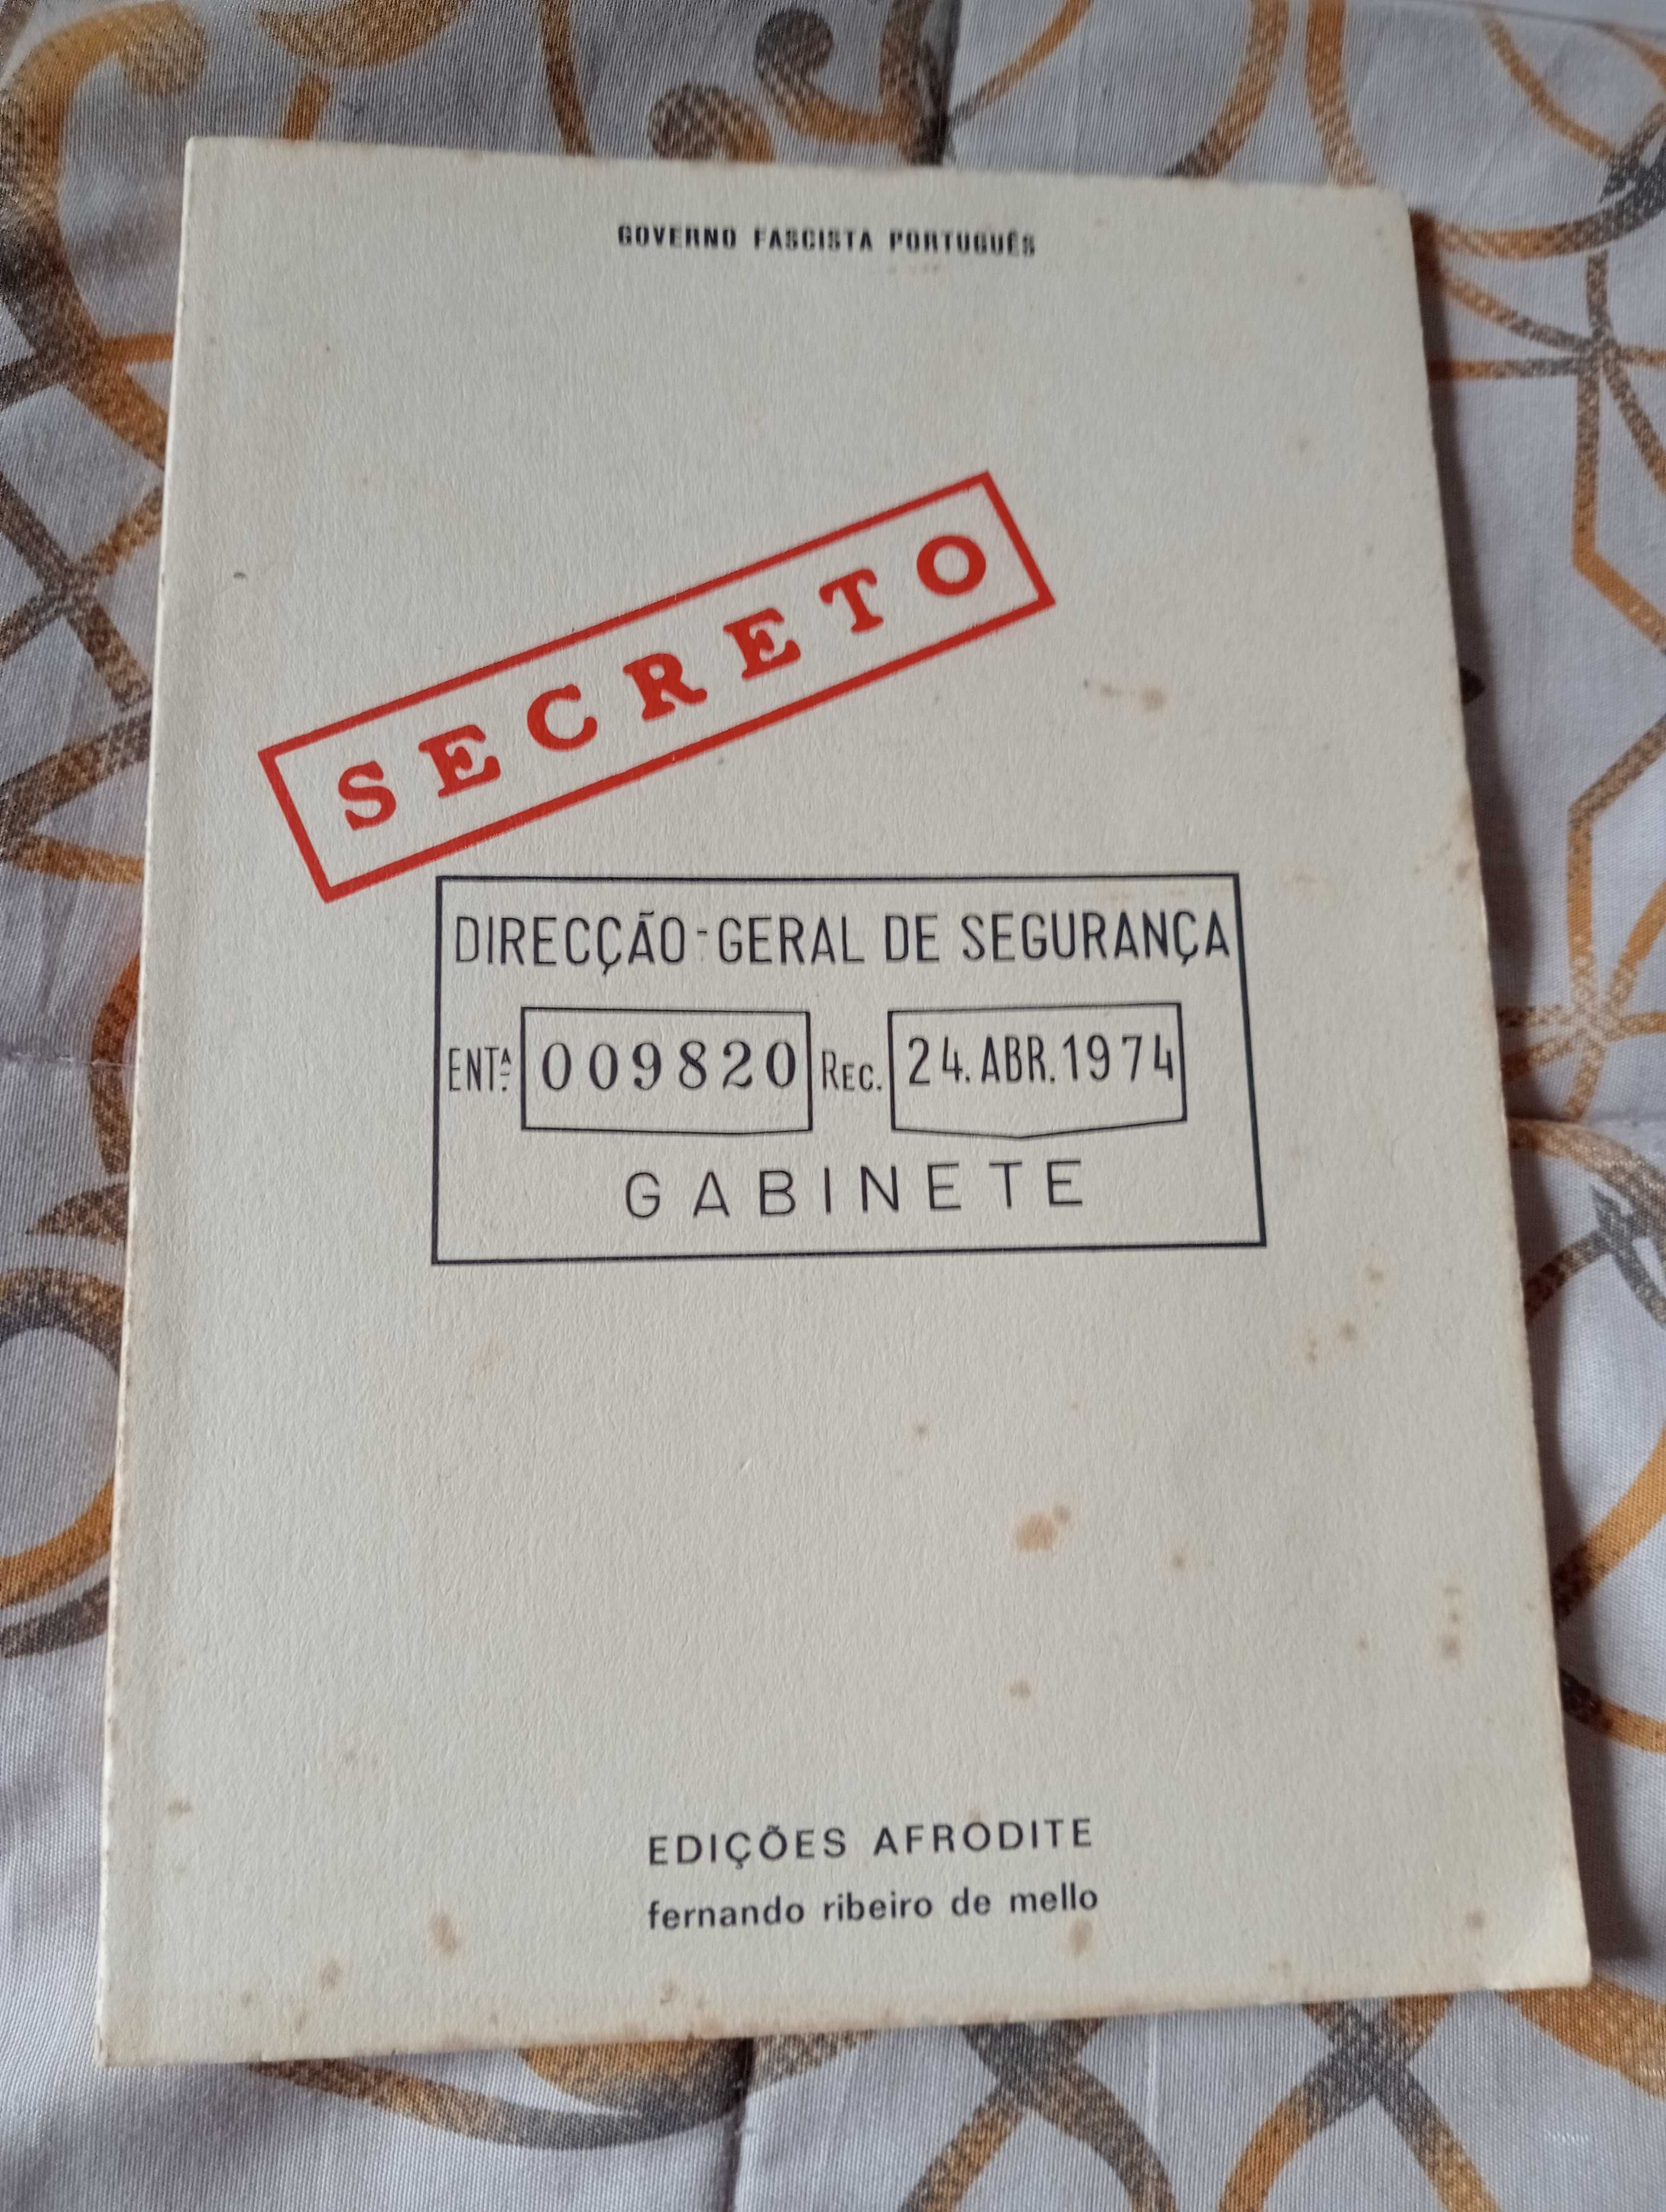 GOVERNO FASCISTA PORTUGUÊS
SECRETO
DIRECÇÃO-GERAL DE SEGURANÇA
ENTª. 009820 REC. 24.ABR.1974
GABINETE
EDIÇÕES AFRODITE
fernando ribeiro de mello